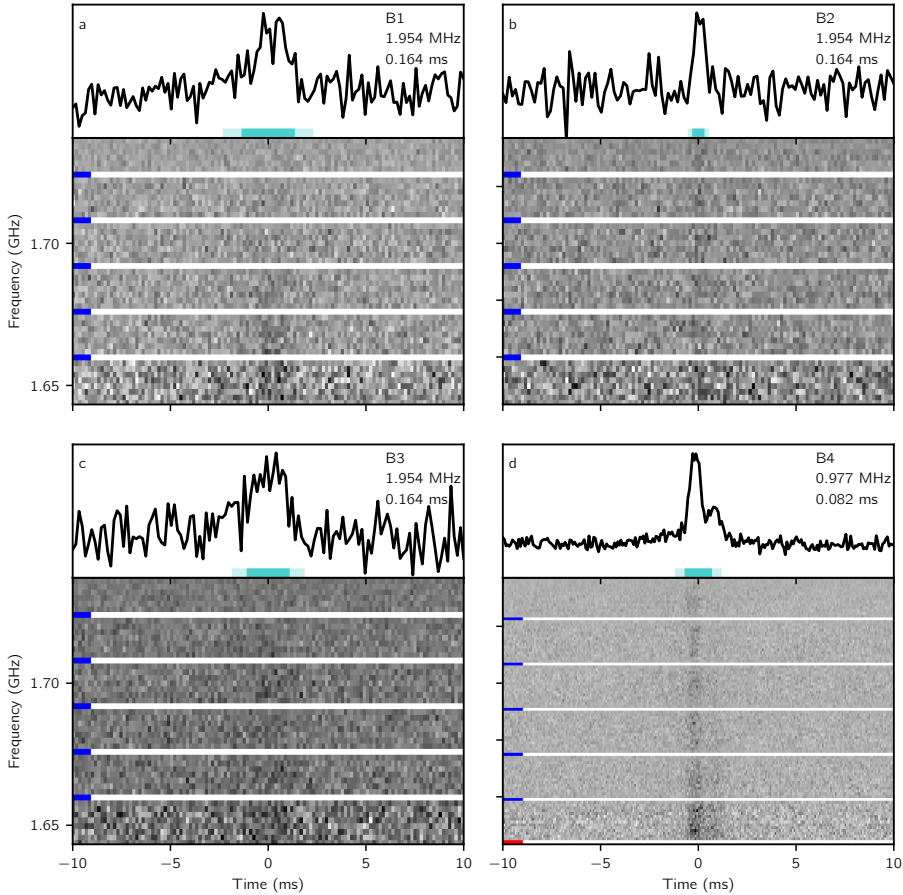 a
B1
1.954 MHz
0.164 ms
b
B2
1.954 MHz
0.164 ms
Frequency (GHz)
1.70
1.65
c
B3
1.954 MHz
0.164 ms
d
B4
0.977 MHz
0.082 ms
Frequency (GHz)
1.70
1.65
−10 −5 0 5 10
−10 −5 0 5 10
Time (ms)
Time (ms)